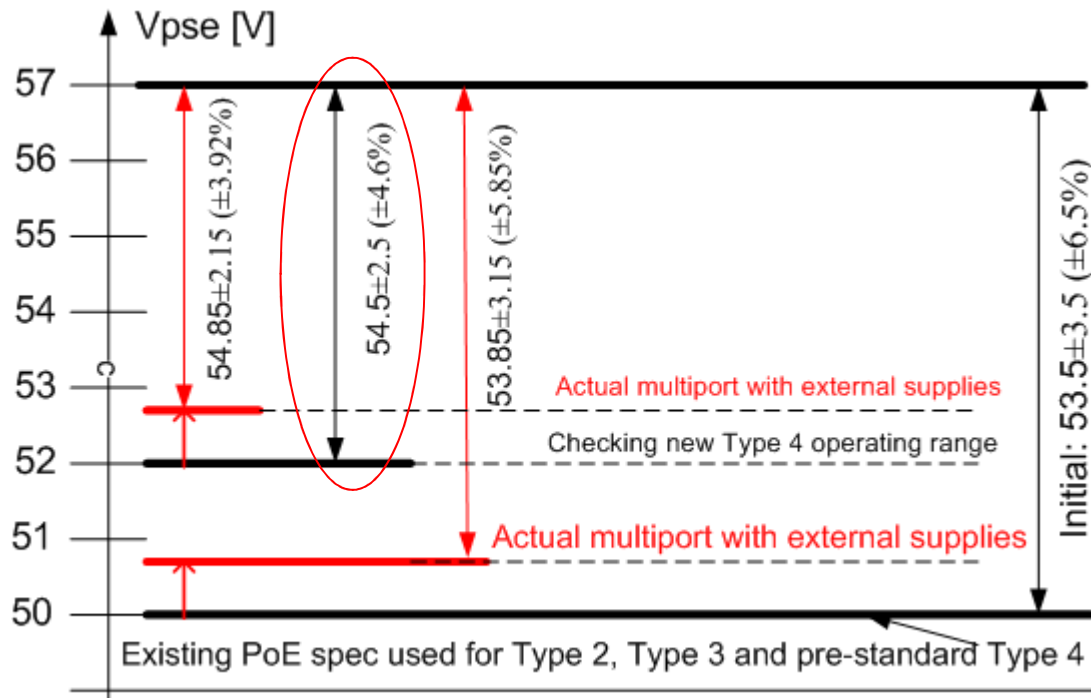 Vpse [V]
57
56
55
54
53
52
51
50
c
54.85±2.15 (±3.92%)
54.5±2.5 (±4.6%)
53.85±3.15 (±5.85%)
Initial: 53.5±3.5 (±6.5%)
Actual multiport with external supplies
Checking new Type 4 operating range
Actual multiport with external supplies
Existing PoE spec used for Type 2, Type 3 and pre-standard Type 4